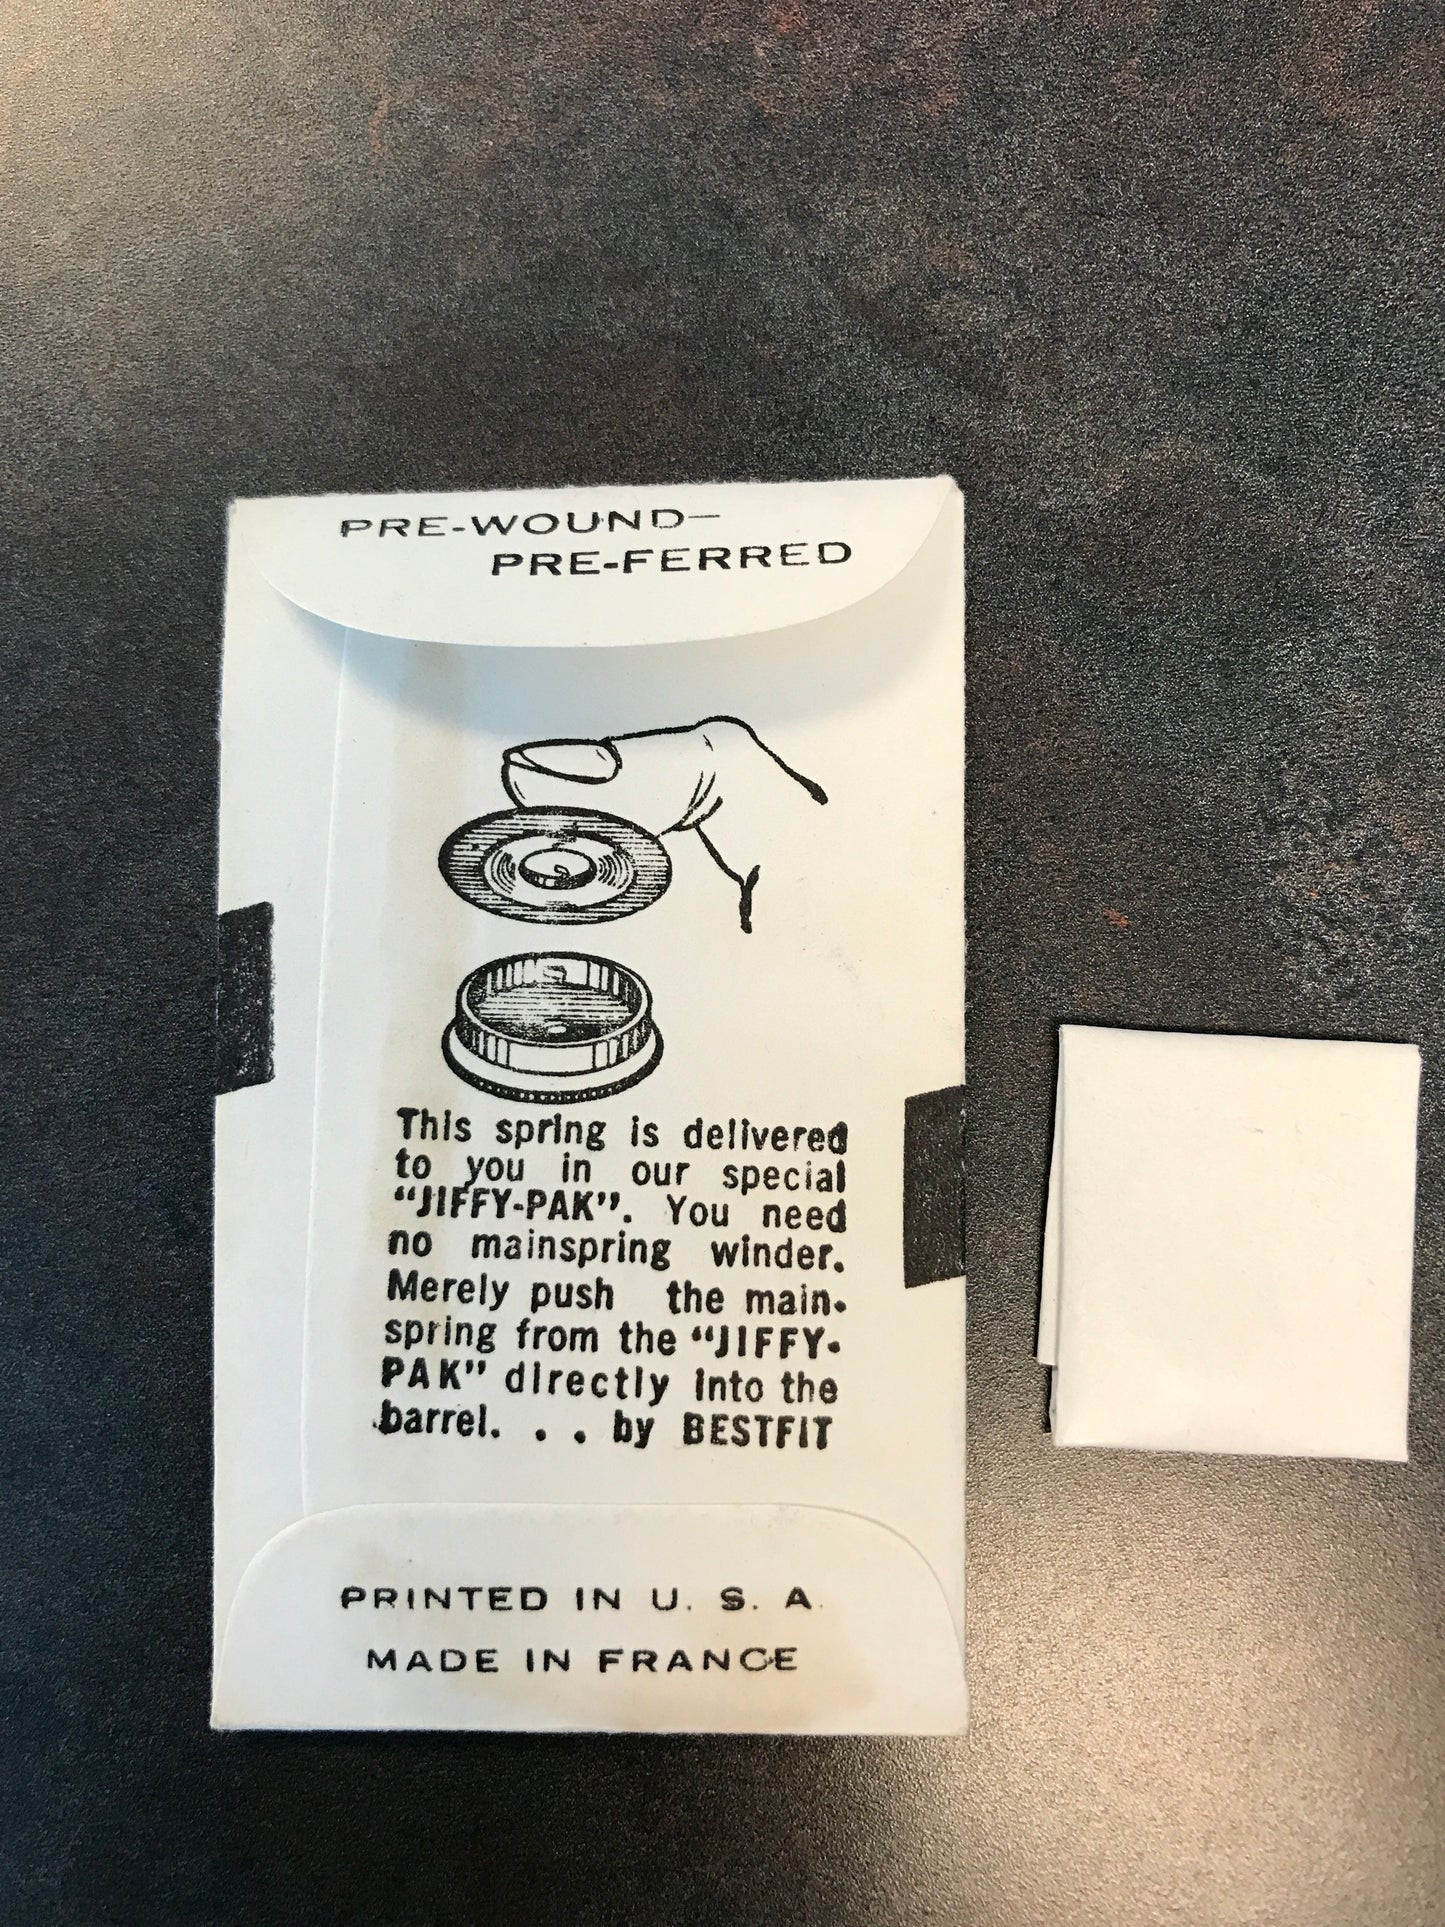 PRE-WOUND—
PRE-FERRED
This spring is delivered
to you in our special
“JIFFY-PAK”. You need
no mainspring winder.
Merely push the main-
spring from the “JIFFY-
PAK” directly into the
barrel. . . by BESTFIT
PRINTED IN U. S. A.
MADE IN FRANCE